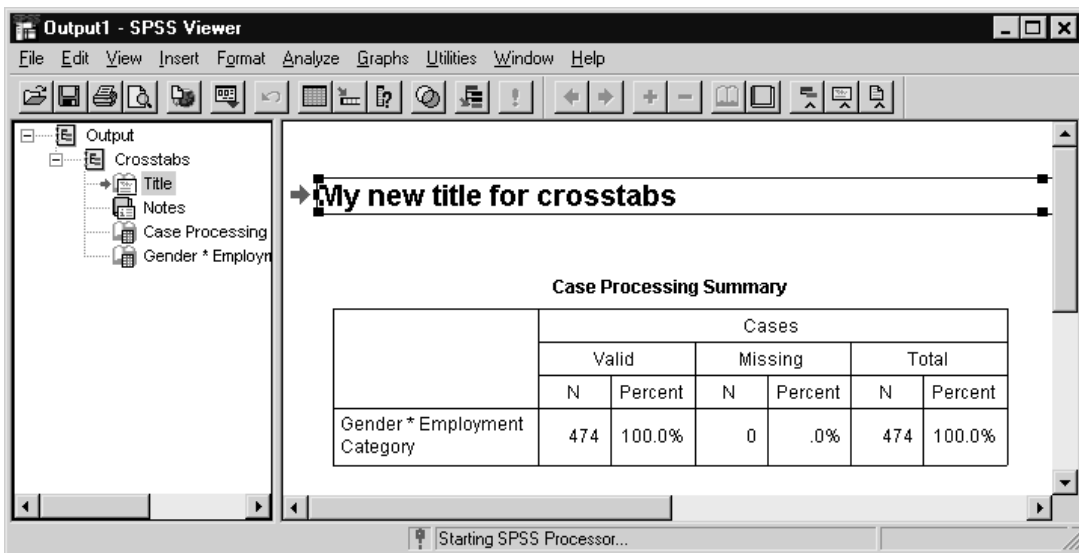 Output1 - SPSS Viewer
File Edit View Insert Format Analyze Graphs Utilities Window Help
Output
Crosstabs
Title
Notes
Case Processing
Gender * Employm
My new title for crosstabs
Case Processing Summary
Cases
Valid Missing Total
N Percent N Percent N Percent
Gender * Employment
Category
474 100.0% 0 .0% 474 100.0%
Starting SPSS Processor...